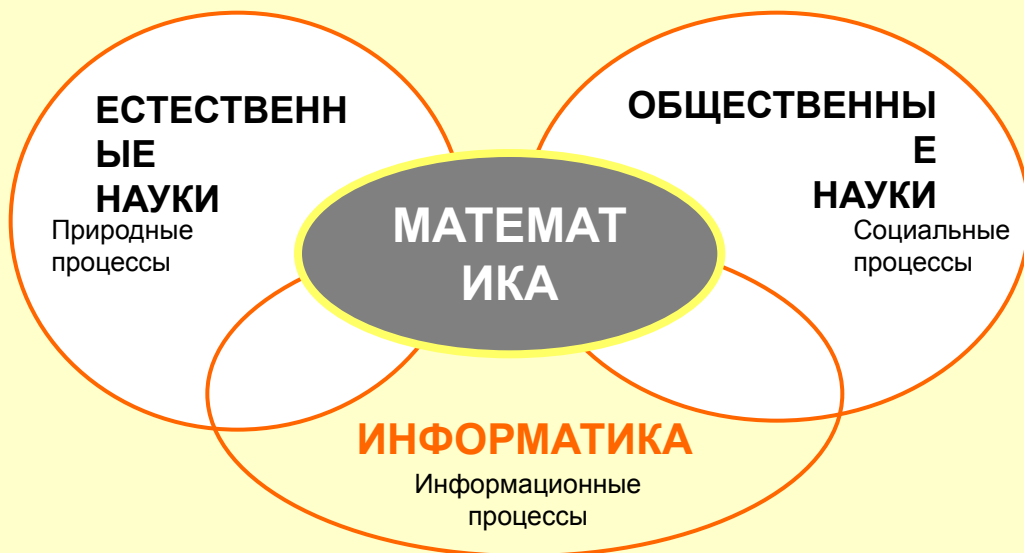 ЕСТЕСТВЕНН
ЫЕ
НАУКИ
Природные
процессы
ОБЩЕСТВЕННЫ
Е
НАУКИ
Социальные
процессы
МАТЕМАТ
ИКА
ИНФОРМАТИКА
Информационные
процессы